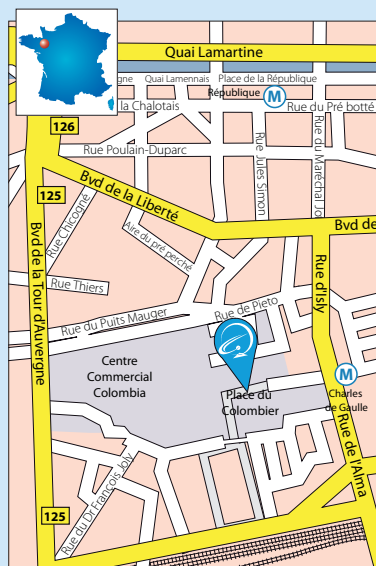 Quai Lamartine
gne
Quai Lamennais
Place de la République
République
M
la Chalotais
Rue du Pré botté
126
Rue Poulain-Duparc
Rue Jules Simon
Rue du Maréchal Jo
125
Bvd de la Liberté
Rue Chicogne
Aire du pré perché
Bvd de
Bvd de la Tour d'Auvergne
Rue Thiers
Rue d'Isly
Rue du Puits Mauger
Rue de Pieto
Centre
Commercial
Colombia
Place du
Colombier
M
Charles
de Gaulle
Rue de l'Alma
Rue du Dr François Joly
125